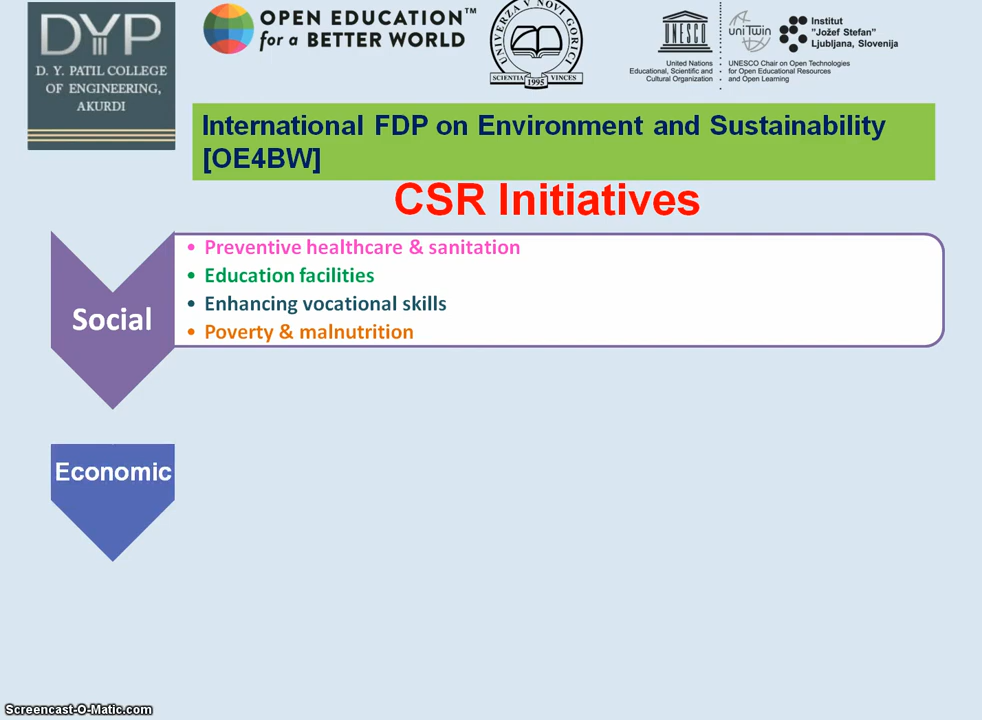 DYP
D. Y. PATIL COLLEGE
OF ENGINEERING,
AKURDI
OPEN EDUCATION™
for a BETTER WORLD
UNIVERZA V NOVI GORICI
SCIENTIA VINCES
1995
UNESCO
United Nations
Educational, Scientific and
Cultural Organization
uniTwin
Institut
"Jožef Stefan"
Ljubljana, Slovenija
UNESCO Chair on Open Technologies
for Open Educational Resources
and Open Learning
International FDP on Environment and Sustainability
[OE4BW]
CSR Initiatives
Social
• Preventive healthcare & sanitation
• Education facilities
• Enhancing vocational skills
• Poverty & malnutrition
Economic
Screencast-O-Matic.com